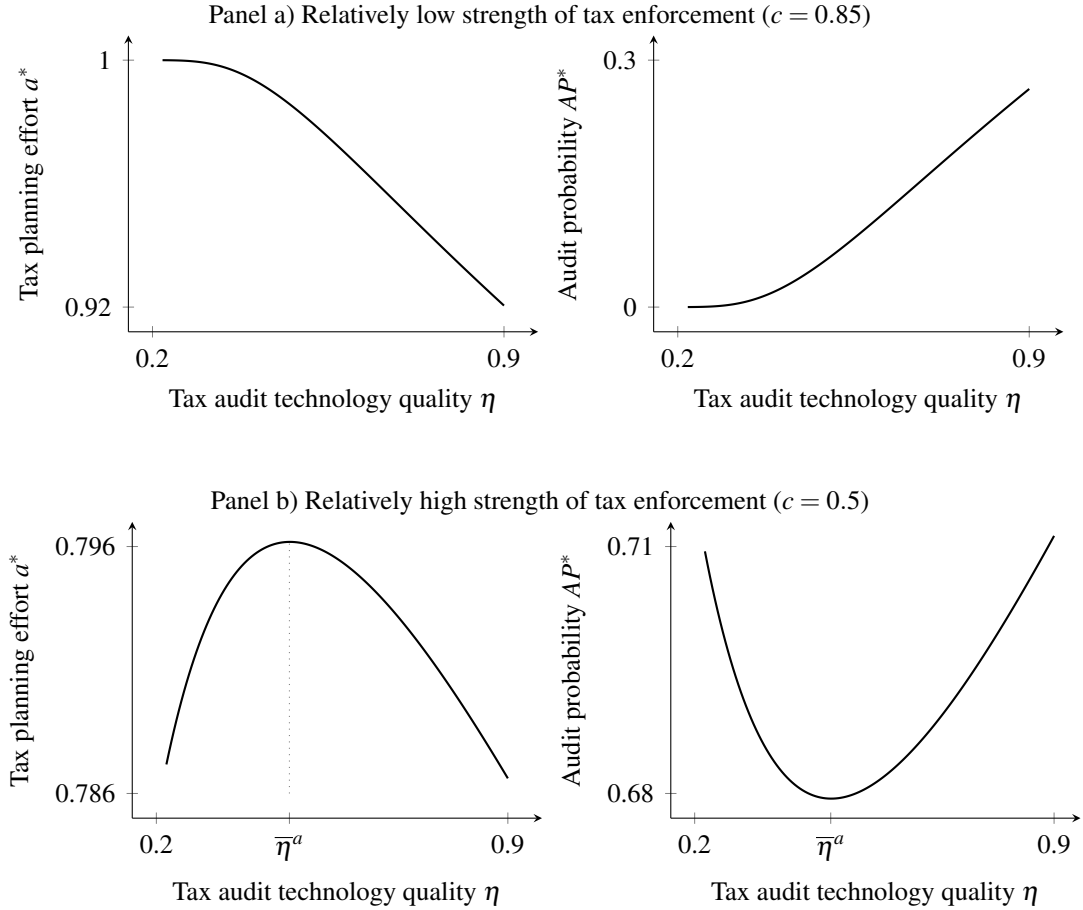 Panel a) Relatively low strength of tax enforcement (c = 0.85)
Tax planning effort a*
1
0.92
0.2
0.9
Tax audit technology quality η
Audit probability AP*
0.3
0
0.2
0.9
Tax audit technology quality η
Panel b) Relatively high strength of tax enforcement (c = 0.5)
Tax planning effort a*
0.796
0.786
0.2
η̅ᵃ
0.9
Tax audit technology quality η
Audit probability AP*
0.71
0.68
0.2
η̅ᵃ
0.9
Tax audit technology quality η